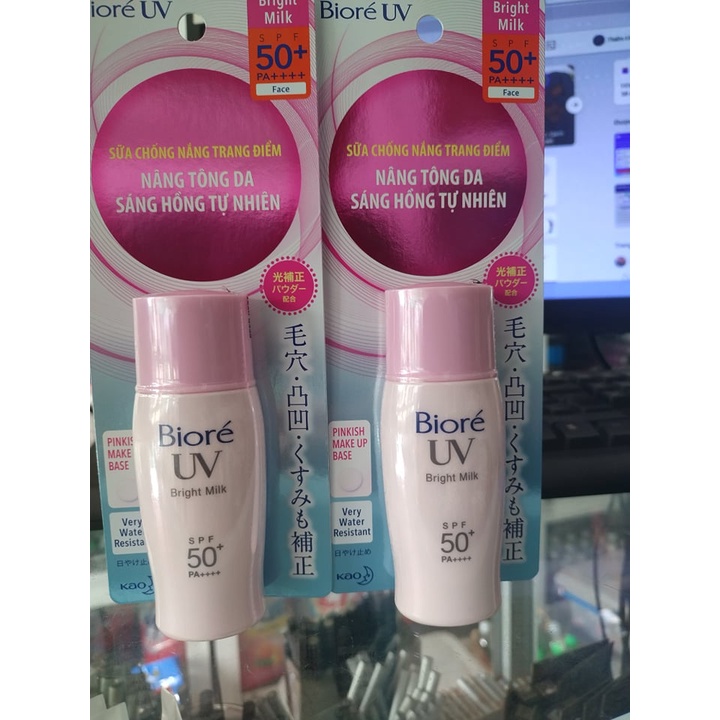 Bioré UV
Bright
Milk
SPF
50+
PA++++
Face
SỮA CHỐNG NẮNG TRANG ĐIỂM
NÂNG TÔNG DA
SÁNG HỒNG TỰ NHIÊN
光補正
パウダー
配合
毛穴・凸凹・くすみも補正
PINKISH
MAKE UP
BASE
Very
Water
Resistant
日やけ止め
Kao
Bioré
UV
Bright Milk
SPF
50+
PA++++
Bioré UV
Bright
Milk
SPF
50+
PA++++
Face
SỮA CHỐNG NẮNG TRANG ĐIỂM
NÂNG TÔNG DA
SÁNG HỒNG TỰ NHIÊN
光補正
パウダー
配合
毛穴・凸凹・くすみも補正
PINKISH
MAKE UP
BASE
Very
Water
Resistant
日やけ止め
Kao
Bioré
UV
Bright Milk
SPF
50+
PA++++